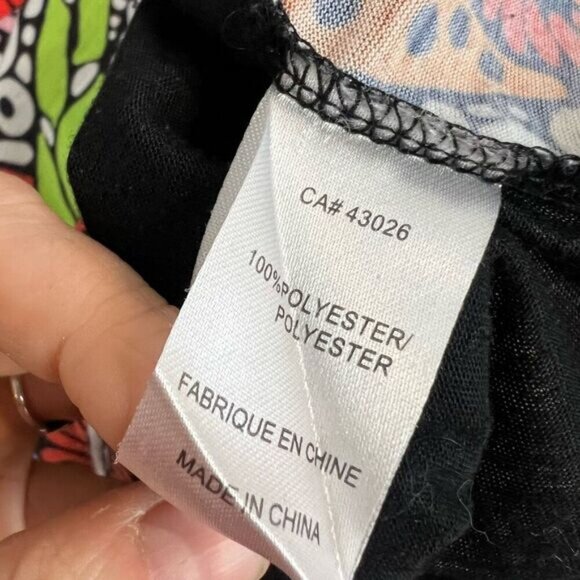 CA# 43026
100%POLYESTER/
POLYESTER
FABRIQUE EN CHINE
MADE IN CHINA